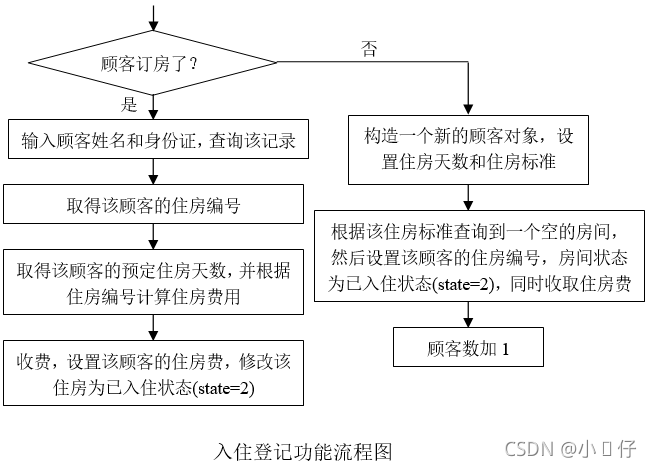 顾客订房了？
否
是
输入顾客姓名和身份证，查询该记录
取得该顾客的住房编号
取得该顾客的预定住房天数，并根据
住房编号计算住房费用
收费，设置该顾客的住房费，修改该
住房为已入住状态(state=2)
构造一个新的顾客对象，设
置住房天数和住房标准
根据该住房标准查询到一个空的房间，
然后设置该顾客的住房编号，房间状态
为已入住状态(state=2)，同时收取住房费
顾客数加 1
入住登记功能流程图
CSDN @小仔